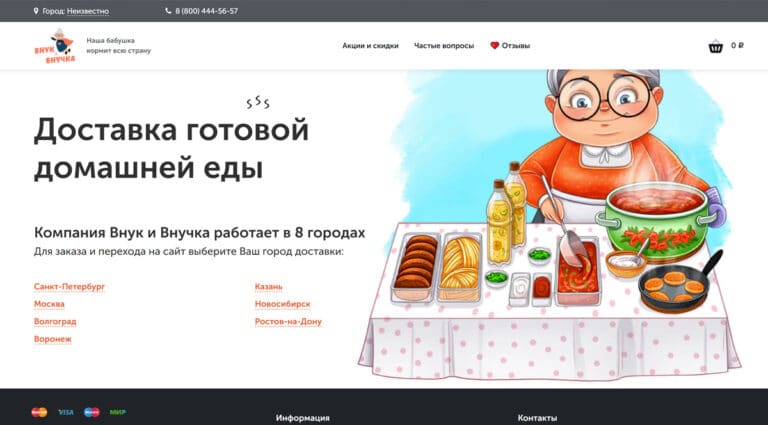 Город: Неизвестно
8 (800) 444-56-57
ВНУК
ВНУЧКА
Наша бабушка
кормит всю страну
Акции и скидки
Частые вопросы
Отзывы
0 ₽
Доставка готовой
домашней еды
Компания Внук и Внучка работает в 8 городах
Для заказа и перехода на сайт выберите Ваш город доставки:
Санкт-Петербург
Казань
Москва
Новосибирск
Волгоград
Ростов-на-Дону
Воронеж
VISA
МИР
Информация
Контакты